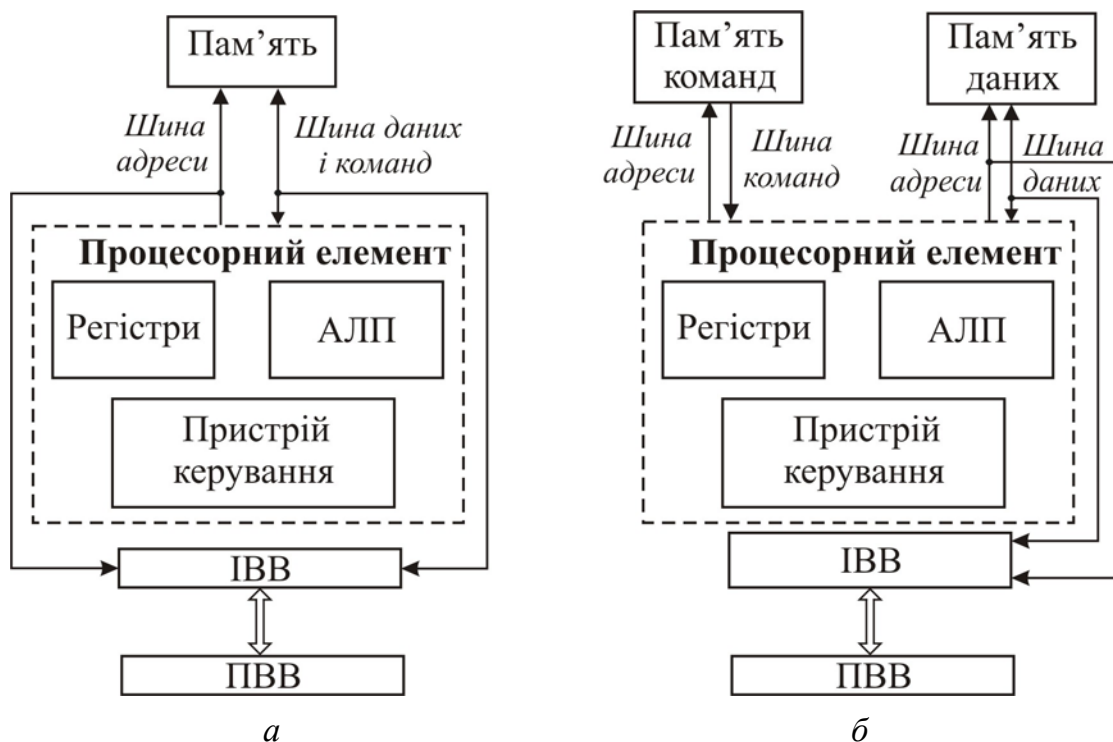 Пам’ять
Шина
адреси
Шина даних
і команд
Процесорний елемент
Регістри
АЛП
Пристрій
керування
ІВВ
ПВВ
а
Пам’ять
команд
Пам’ять
даних
Шина
адреси
Шина
команд
Шина
адреси
Шина
даних
Процесорний елемент
Регістри
АЛП
Пристрій
керування
ІВВ
ПВВ
б